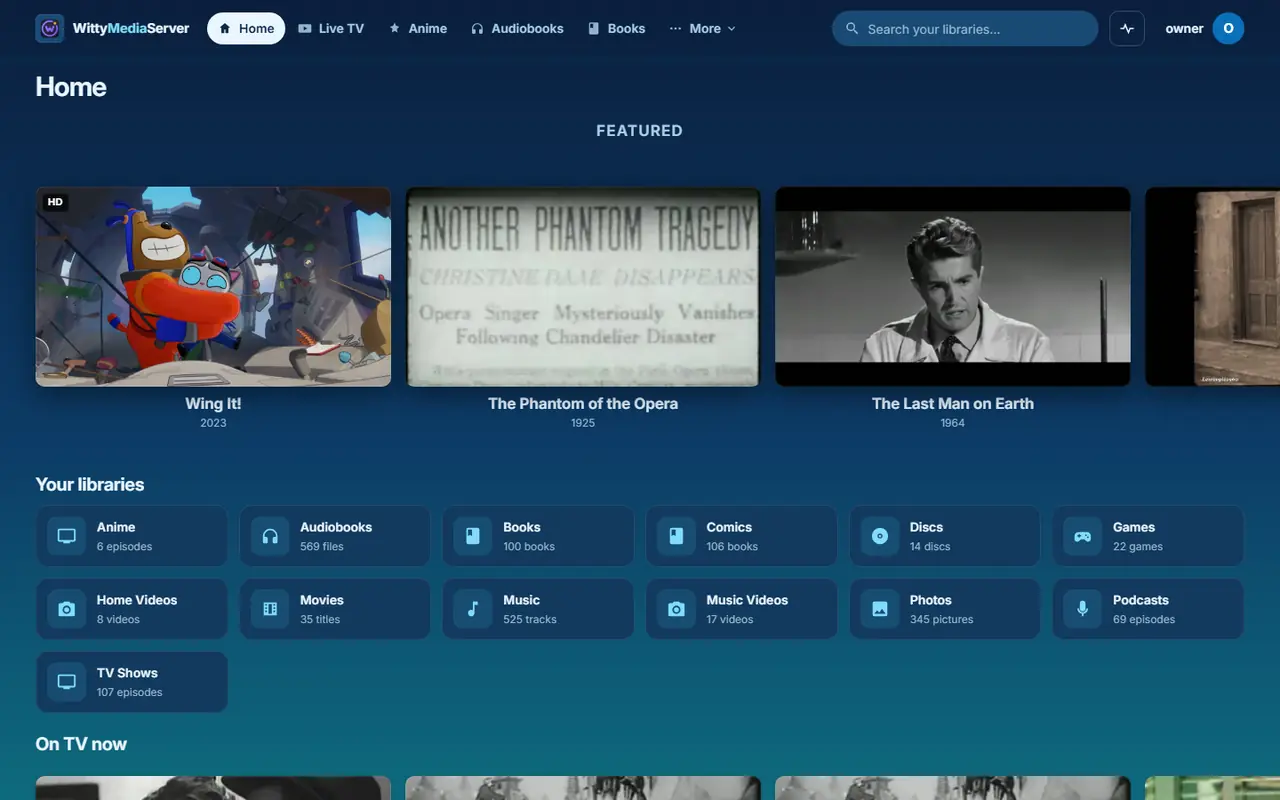 WittyMediaServer
Home
Live TV
Anime
Audiobooks
Books
More
Search your libraries...
owner
O
Home
FEATURED
HD
ANOTHER PHANTOM TRAGEDY
CHRISTINE DAAE DISAPPEARS
Opera Singer Mysteriously Vanishes
Following Chandelier Disaster
Wing It!
2023
The Phantom of the Opera
1925
The Last Man on Earth
1964
Your libraries
Anime
6 episodes
Audiobooks
569 files
Books
100 books
Comics
106 books
Discs
14 discs
Games
22 games
Home Videos
8 videos
Movies
35 titles
Music
525 tracks
Music Videos
17 videos
Photos
345 pictures
Podcasts
69 episodes
TV Shows
107 episodes
On TV now